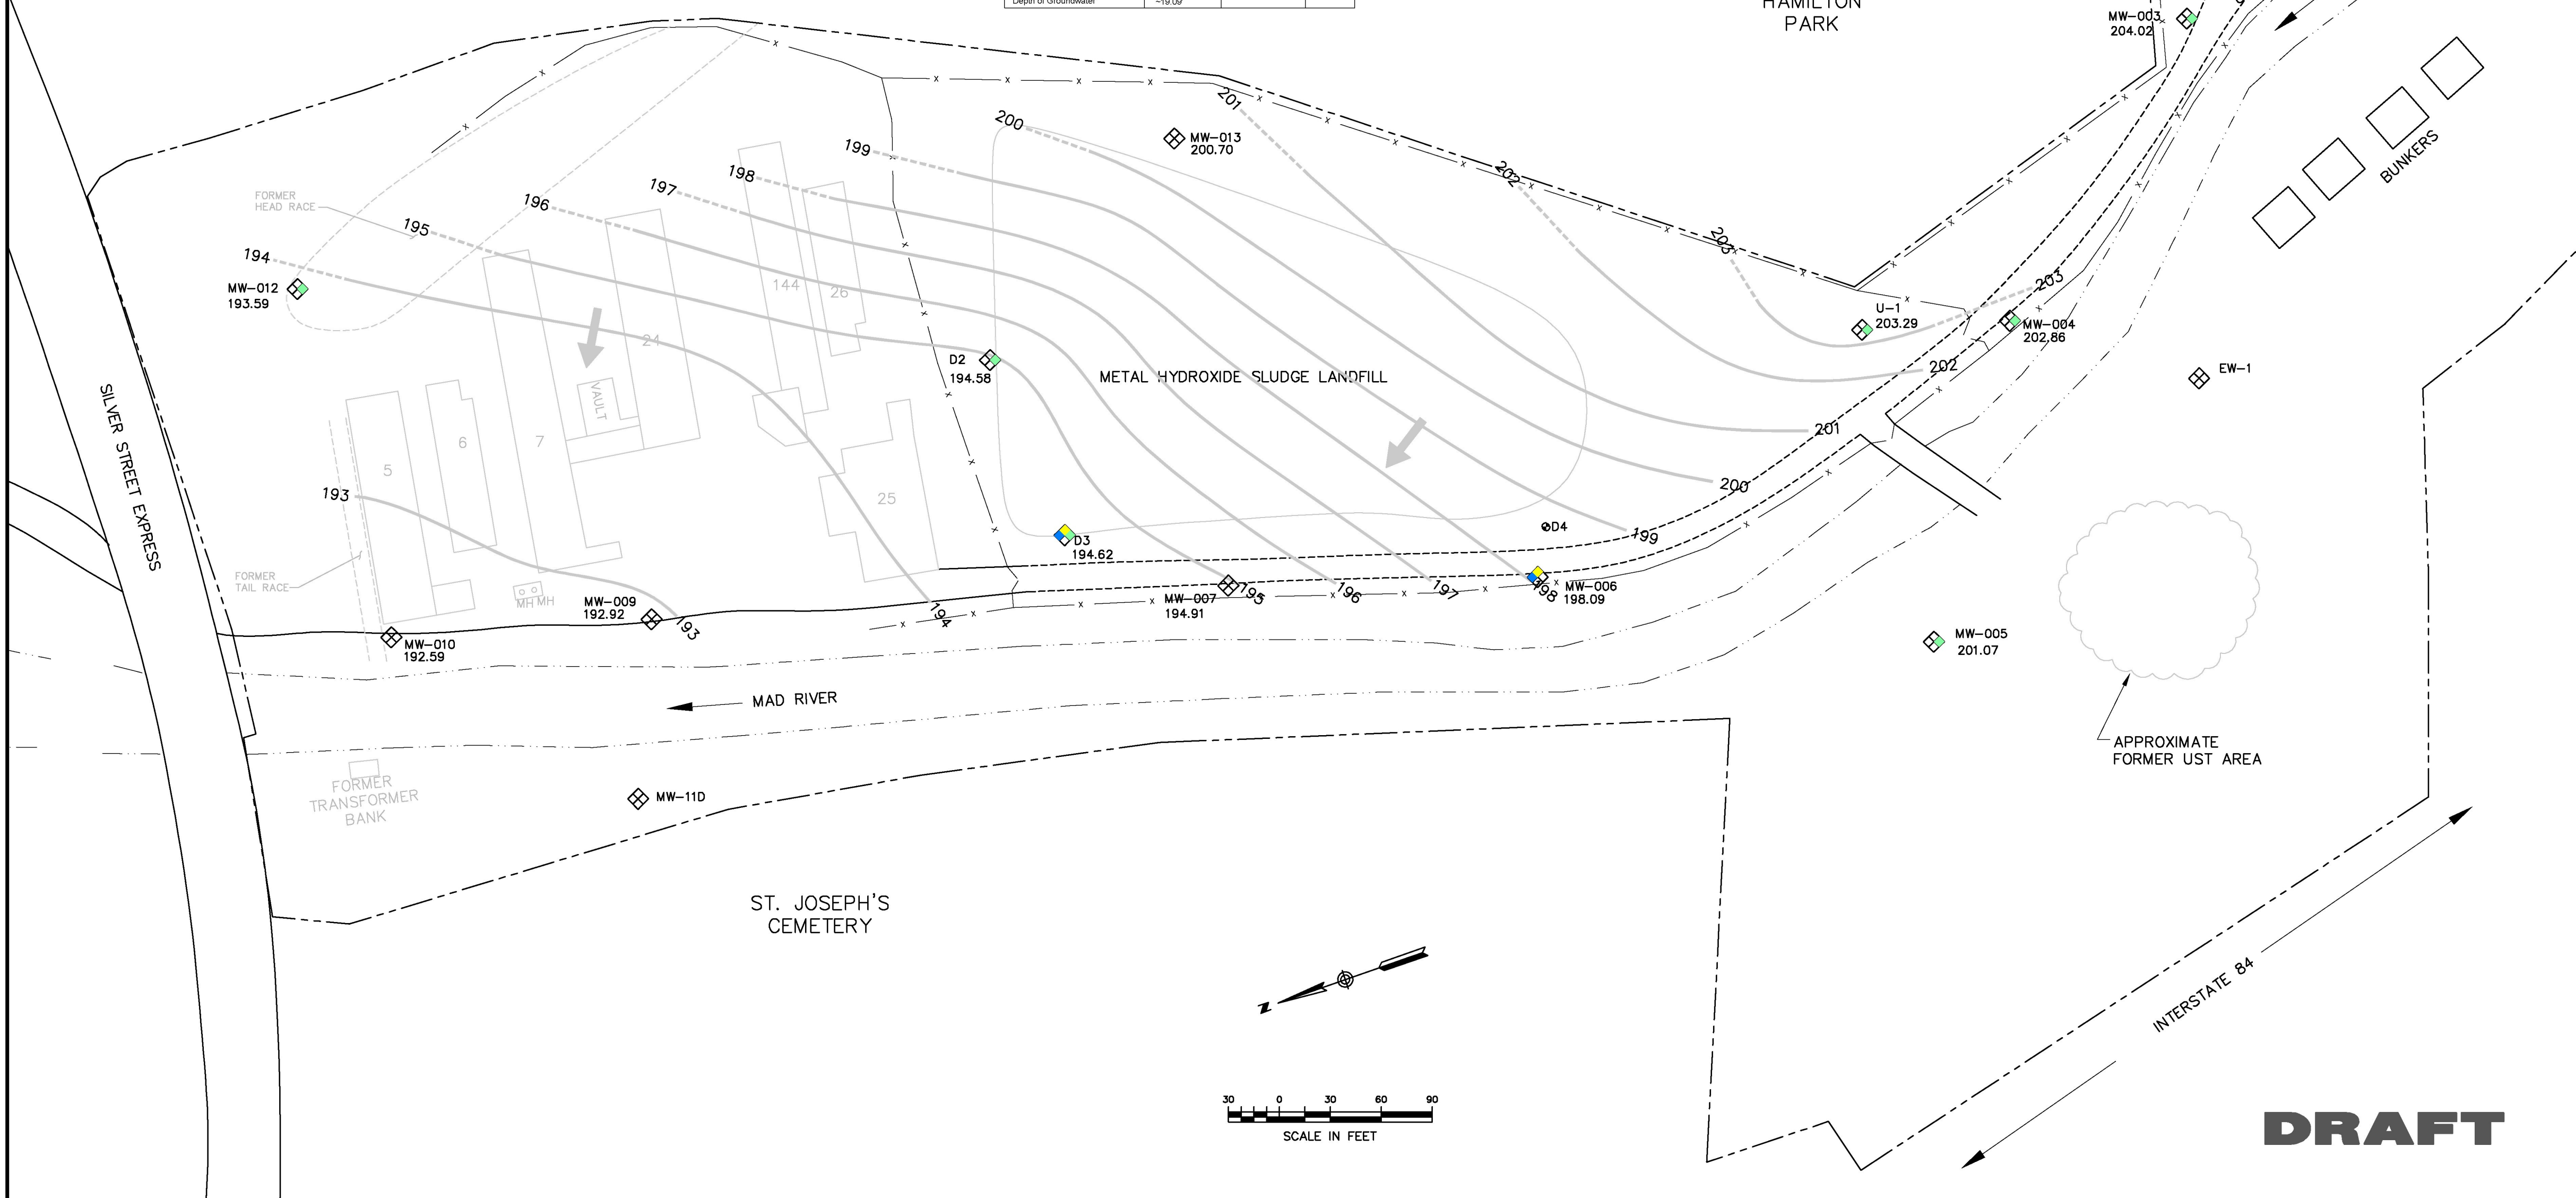 Depth of Groundwater ~19.09
HAMILTON
PARK
MW-003
204.02
BUNKERS
201
200
MW-013
200.70
199
202
198
197
196
195
194
203
203
FORMER
HEAD RACE
MW-012
193.59
144
26
24
U-1
203.29
MW-004
202.86
D2
194.58
METAL HYDROXIDE SLUDGE LANDFILL
202
EW-1
VAULT
SILVER STREET EXPRESS
5
6
7
25
201
200
193
D3
194.62
D4
199
FORMER
TAIL RACE
MH MH
MW-009
192.92
193
194
MW-007
194.91
195
196
197
198
MW-006
198.09
MW-010
192.59
MW-005
201.07
MAD RIVER
APPROXIMATE
FORMER UST AREA
FORMER
TRANSFORMER
BANK
MW-11D
ST. JOSEPH'S
CEMETERY
N
INTERSTATE 84
30 0 30 60 90
SCALE IN FEET
DRAFT